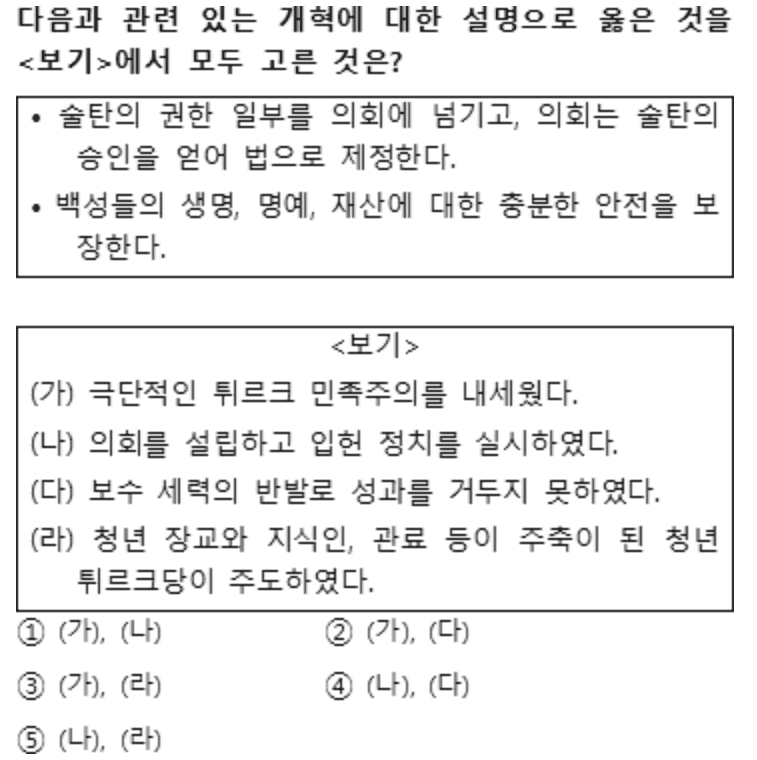 다음과 관련 있는 개혁에 대한 설명으로 옳은 것을
<보기>에서 모두 고른 것은?
• 술탄의 권한 일부를 의회에 넘기고, 의회는 술탄의
승인을 얻어 법으로 제정한다.
• 백성들의 생명, 명예, 재산에 대한 충분한 안전을 보
장한다.
<보기>
(가) 극단적인 튀르크 민족주의를 내세웠다.
(나) 의회를 설립하고 입헌 정치를 실시하였다.
(다) 보수 세력의 반발로 성과를 거두지 못하였다.
(라) 청년 장교와 지식인, 관료 등이 주축이 된 청년
튀르크당이 주도하였다.
① (가), (나) ② (가), (다)
③ (가), (라) ④ (나), (다)
⑤ (나), (라)